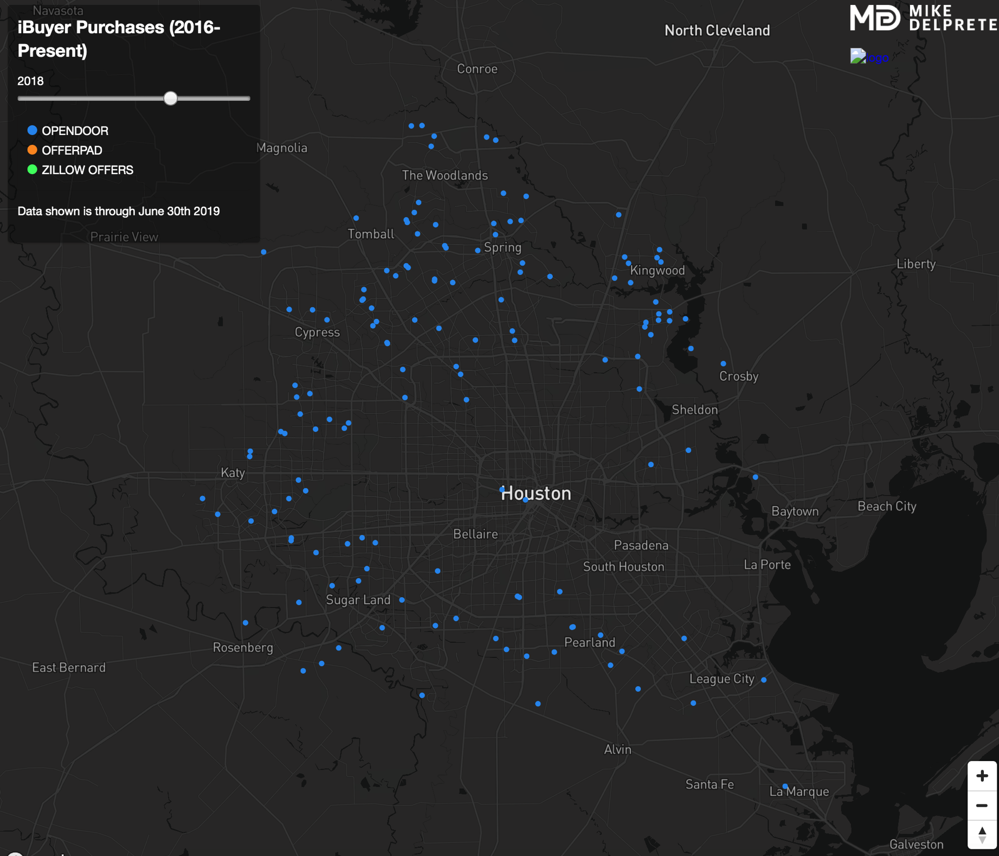 Navasota
iBuyer Purchases (2016-
Present)
2018
OPENDOOR
OFFERPAD
ZILLOW OFFERS
Data shown is through June 30th 2019
MD MIKE
DELPRETE
logo
North Cleveland
Conroe
Magnolia
The Woodlands
Prairie View
Tomball
Spring
Kingwood
Liberty
Cypress
Crosby
Sheldon
Katy
Houston
Baytown
Beach City
Bellaire
Pasadena
South Houston
La Porte
Sugar Land
Rosenberg
Pearland
East Bernard
League City
Alvin
Santa Fe
La Marque
Galveston